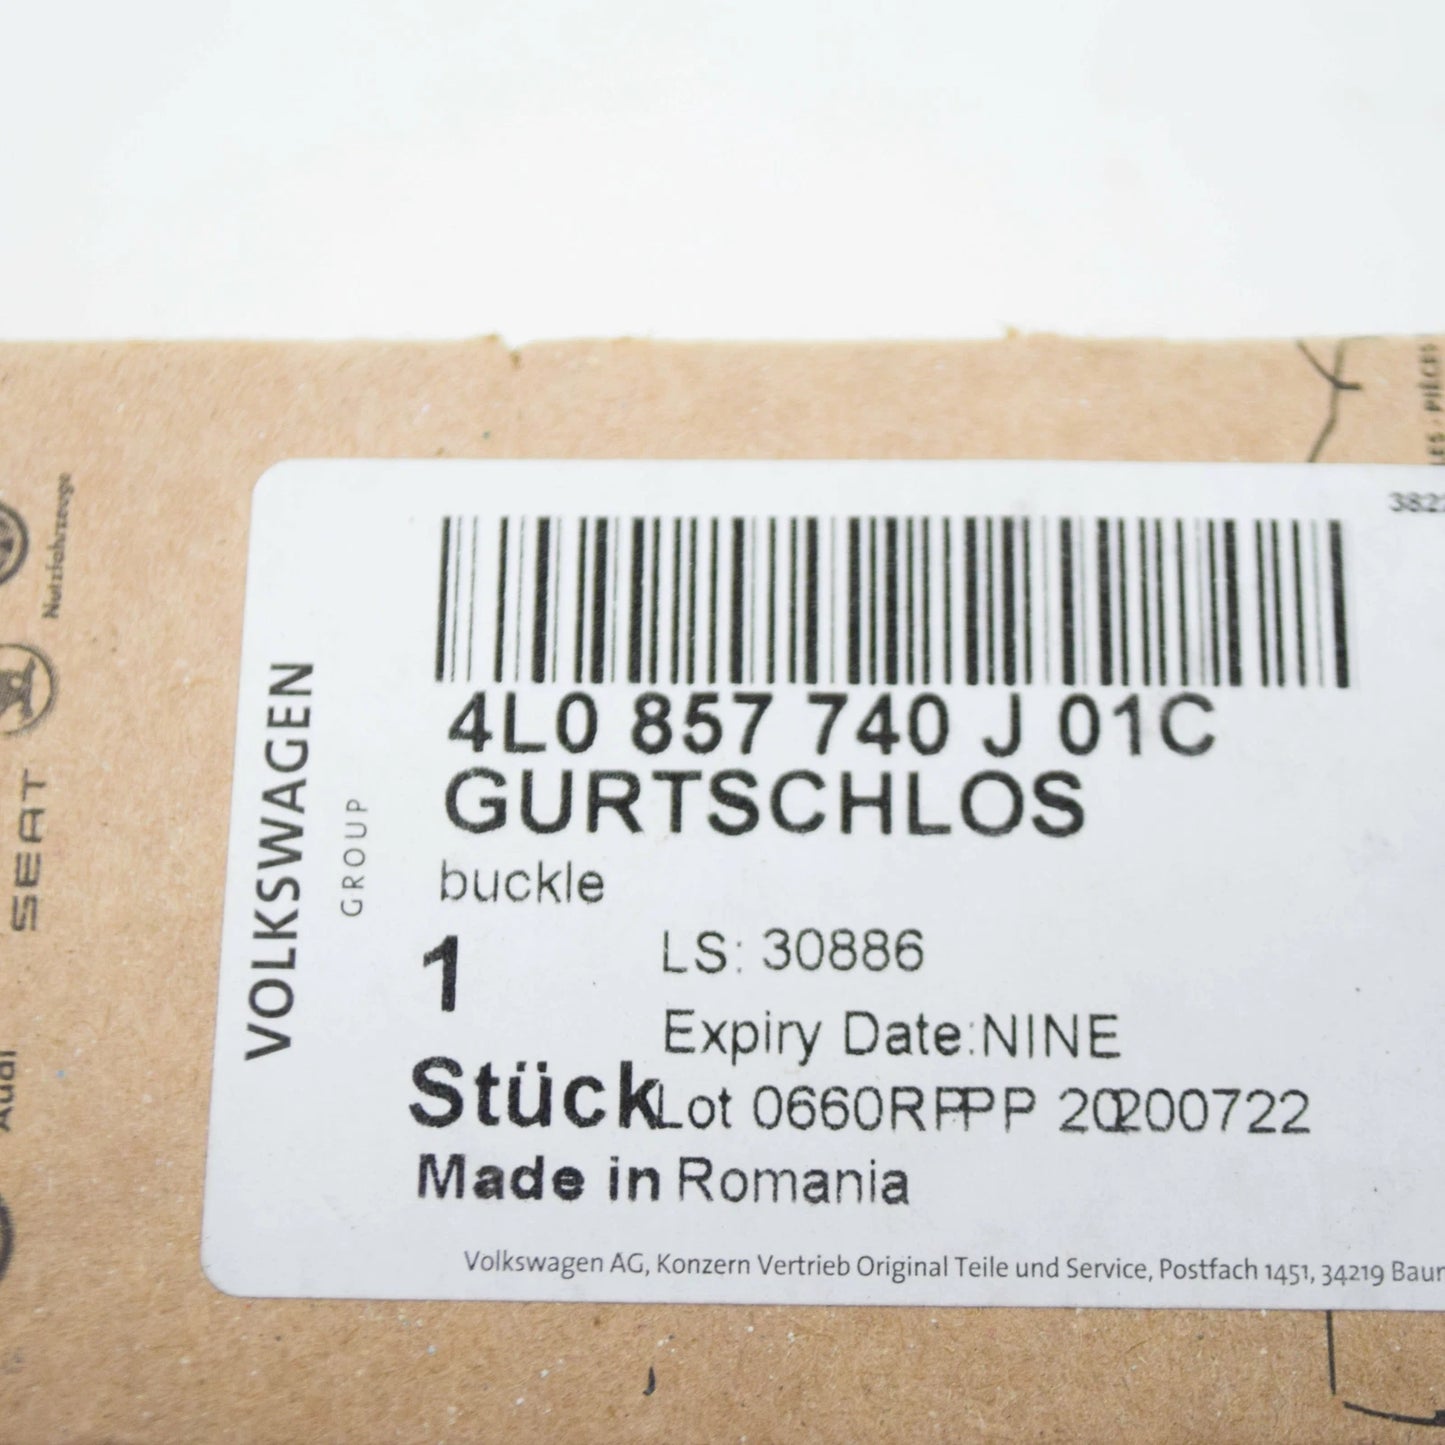 Nutzfahrzeuge
SEAT
Audi
VOLKSWAGEN
GROUP
4L0 857 740 J 01C
GURTSCHLOS
buckle
1
LS: 30886
Expiry Date:NINE
Stück
Lot 0660RPPP 20200722
Made in Romania
Volkswagen AG, Konzern Vertrieb Original Teile und Service, Postfach 1451, 34219